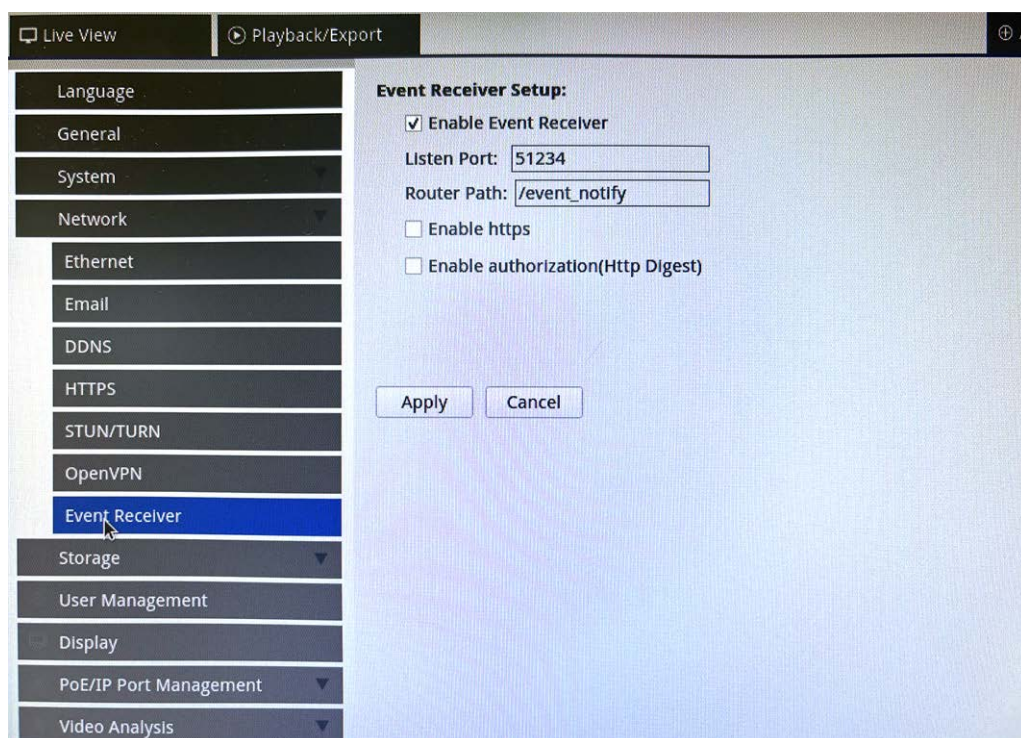 Live View
Playback/Export
Language
General
System
Network
Ethernet
Email
DDNS
HTTPS
STUN/TURN
OpenVPN
Event Receiver
Storage
User Management
Display
PoE/IP Port Management
Video Analysis
Event Receiver Setup:
Enable Event Receiver
Listen Port: 51234
Router Path: /event_notify
Enable https
Enable authorization(Http Digest)
Apply Cancel